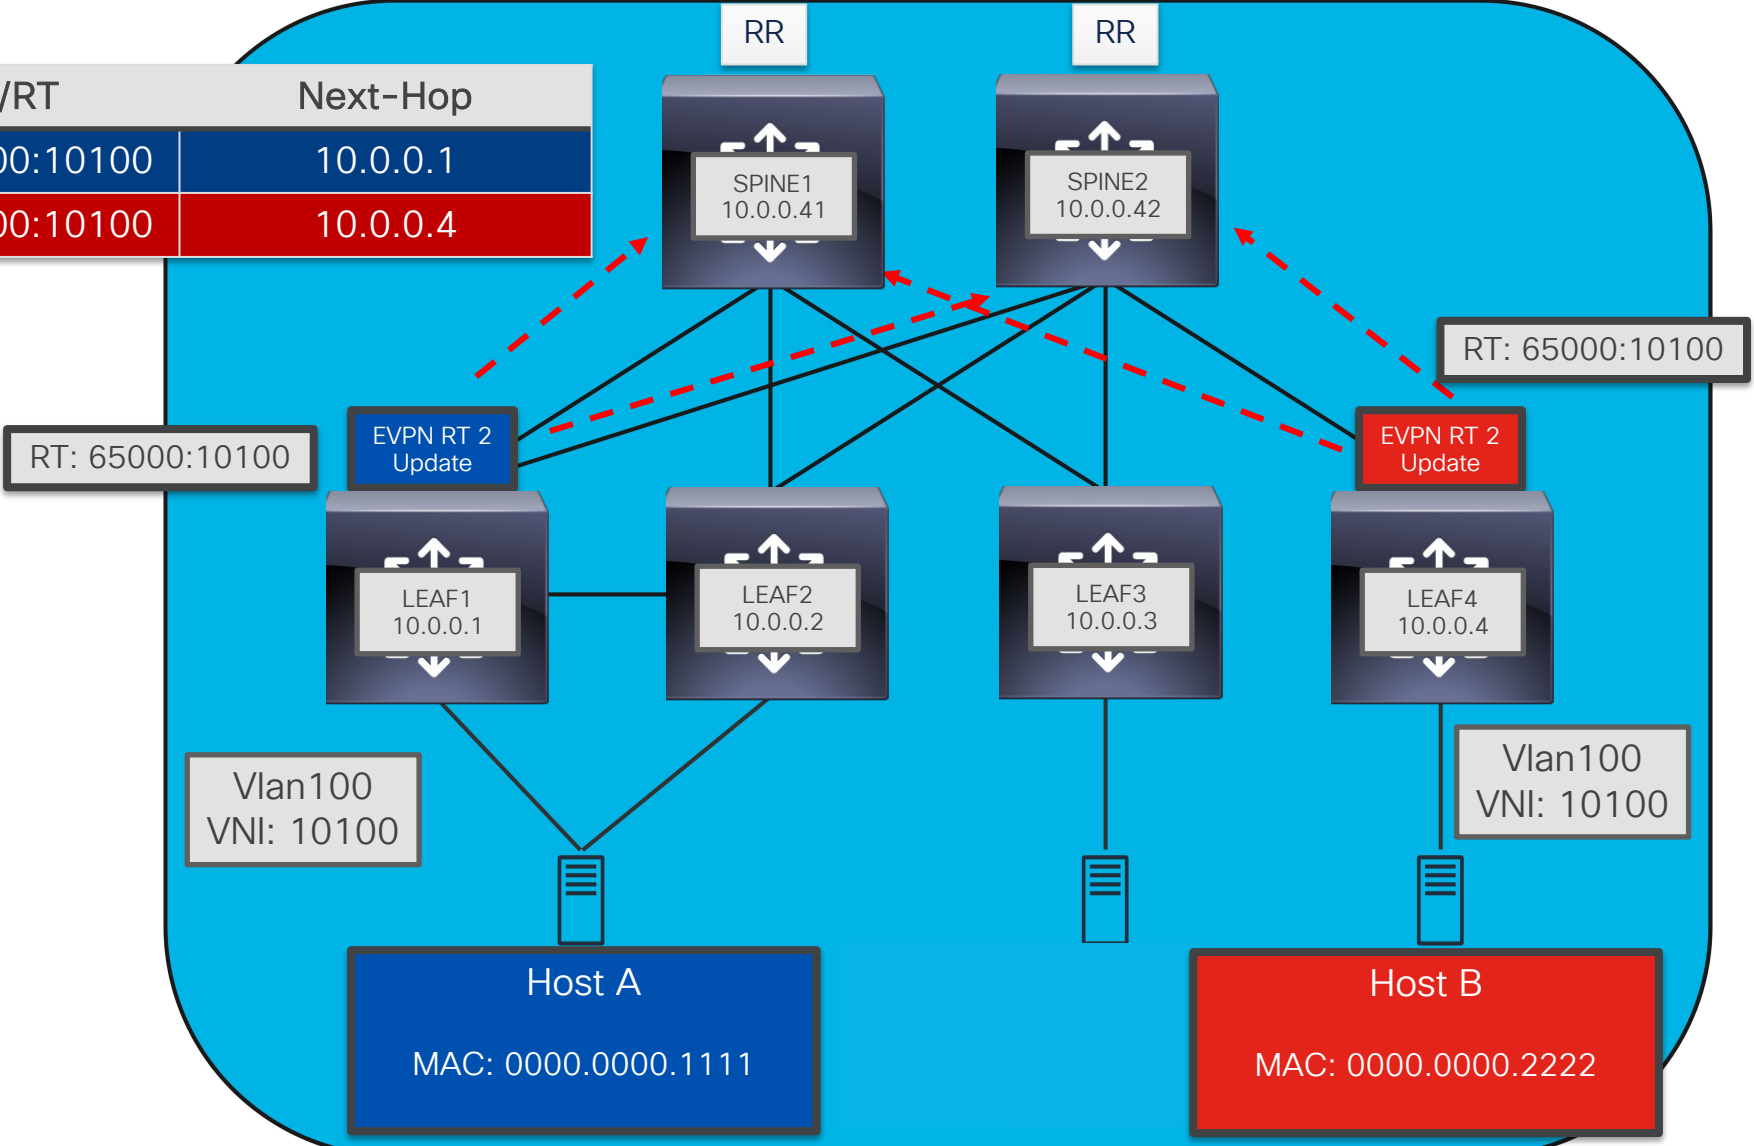 RR
RR
/RT Next-Hop
00:10100 10.0.0.1
00:10100 10.0.0.4
SPINE1
10.0.0.41
SPINE2
10.0.0.42
RT: 65000:10100
RT: 65000:10100
EVPN RT 2
Update
EVPN RT 2
Update
LEAF1
10.0.0.1
LEAF2
10.0.0.2
LEAF3
10.0.0.3
LEAF4
10.0.0.4
Vlan100
VNI: 10100
Vlan100
VNI: 10100
Host A
MAC: 0000.0000.1111
Host B
MAC: 0000.0000.2222